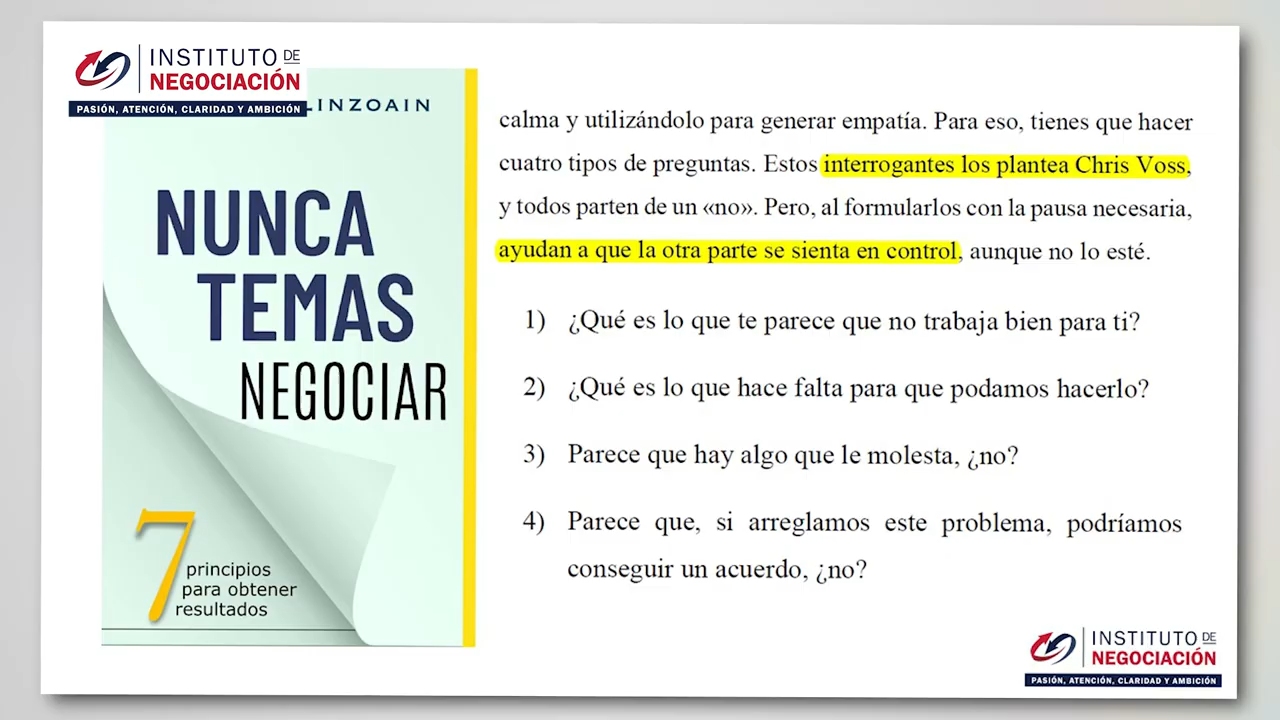 INSTITUTO DE
NEGOCIACIÓN
PASIÓN, ATENCIÓN, CLARIDAD Y AMBICIÓN
LINZOAIN
NUNCA
TEMAS
NEGOCIAR
7 principios
para obtener
resultados
calma y utilizándolo para generar empatía. Para eso, tienes que hacer
cuatro tipos de preguntas. Estos interrogantes los plantea Chris Voss,
y todos parten de un «no». Pero, al formularlos con la pausa necesaria,
ayudan a que la otra parte se sienta en control, aunque no lo esté.
1) ¿Qué es lo que te parece que no trabaja bien para ti?
2) ¿Qué es lo que hace falta para que podamos hacerlo?
3) Parece que hay algo que le molesta, ¿no?
4) Parece que, si arreglamos este problema, podríamos
conseguir un acuerdo, ¿no?
INSTITUTO DE
NEGOCIACIÓN
PASIÓN, ATENCIÓN, CLARIDAD Y AMBICIÓN